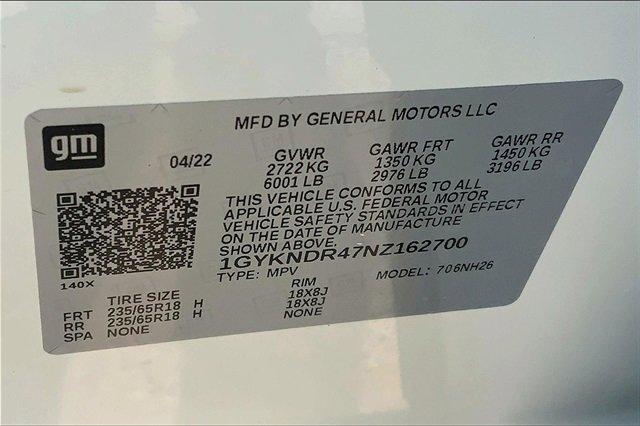 MFD BY GENERAL MOTORS LLC
gm
04/22 GVWR GAWR FRT GAWR RR
2722 KG 1350 KG 1450 KG
6001 LB 2976 LB 3196 LB
THIS VEHICLE CONFORMS TO ALL
APPLICABLE U.S. FEDERAL MOTOR
VEHICLE SAFETY STANDARDS IN EFFECT
ON THE DATE OF MANUFACTURE
SHOWN ABOVE.
1GYKNDR47NZ162700
TYPE: MPV MODEL: 706NH26
140X
TIRE SIZE RIM
FRT 235/65R18 H 18X8J
RR 235/65R18 H 18X8J
SPA NONE NONE